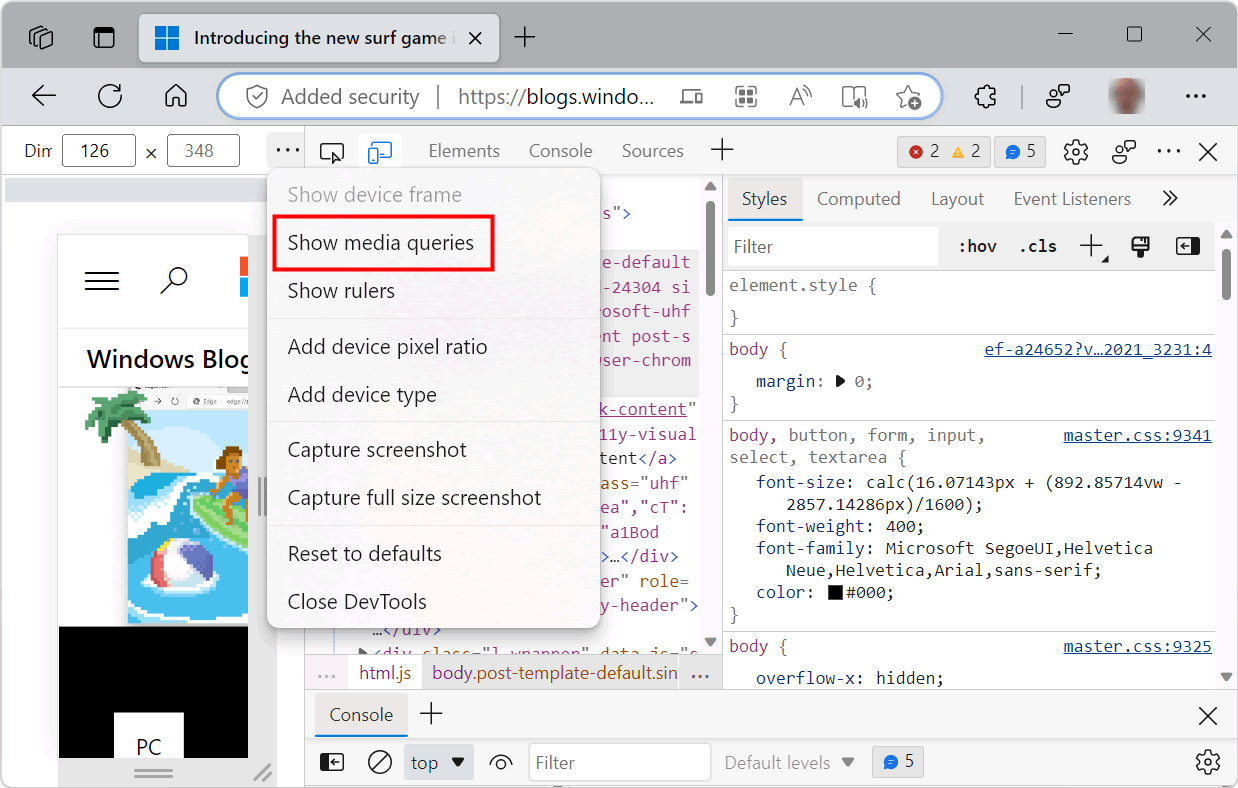 Introducing the new surf game i
Added security
https://blogs.windo...
Dim
126
×
348
Elements
Console
Sources
2
2
5
Show device frame
Show media queries
Show rulers
Add device pixel ratio
Add device type
Capture screenshot
Capture full size screenshot
Reset to defaults
Close DevTools
Windows Blog
Edge
edge://s
PC
s">
e-default
-24304 si
osoft-uhf
nt post-s
ser-chrom
k-content"
11y-visual
tent</a>
ass="uhf"
ea","cT":
"a1Bod
>…</div>
er" role=
y-header">
…</div>
<div class="l-wrapper" data-js="s
...
html.js
body.post-template-default.sin
...
Styles
Computed
Layout
Event Listeners
Filter
:hov
.cls
element.style {
}
body {
ef-a24652?v…2021_3231:4
margin: ▶ 0;
}
body, button, form, input,
master.css:9341
select, textarea {
font-size: calc(16.07143px + (892.85714vw -
2857.14286px)/1600);
font-weight: 400;
font-family: Microsoft SegoeUI,Helvetica
Neue,Helvetica,Arial,sans-serif;
color: #000;
}
body {
master.css:9325
overflow-x: hidden;
Console
top
Filter
Default levels
5